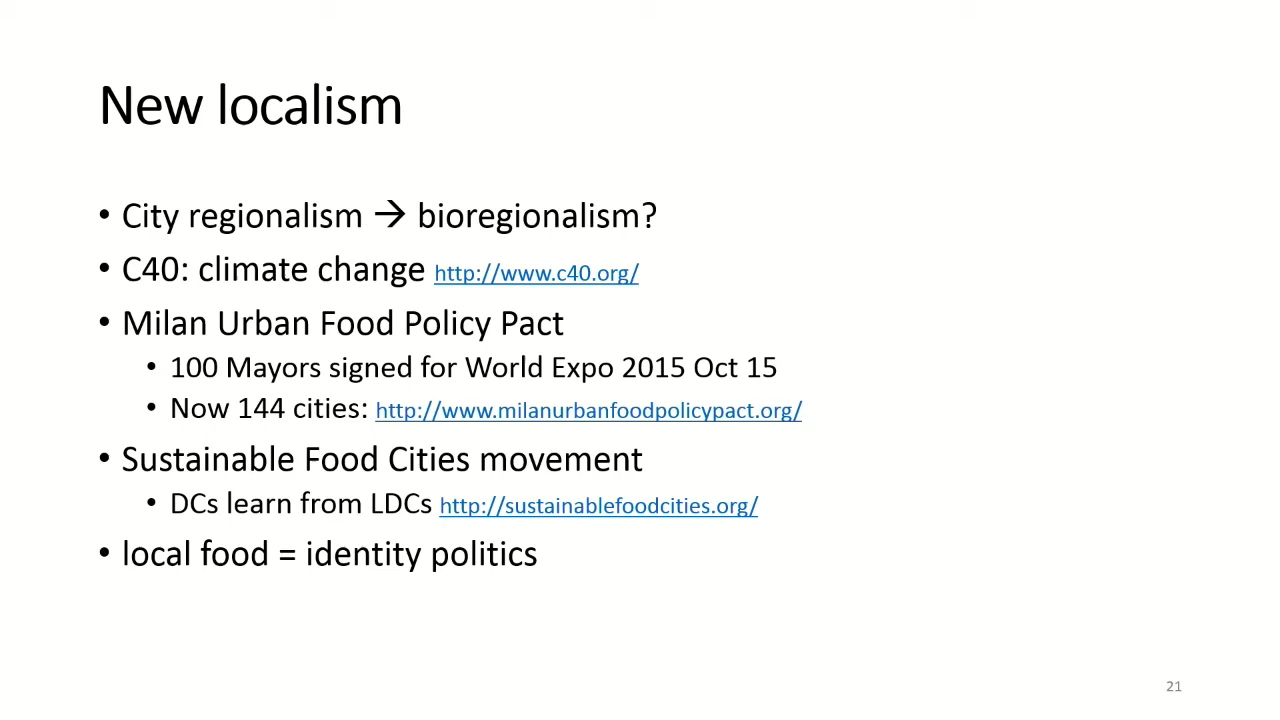 New localism
• City regionalism → bioregionalism?
• C40: climate change http://www.c40.org/
• Milan Urban Food Policy Pact
• 100 Mayors signed for World Expo 2015 Oct 15
• Now 144 cities: http://www.milanurbanfoodpolicypact.org/
• Sustainable Food Cities movement
• DCs learn from LDCs http://sustainablefoodcities.org/
• local food = identity politics
21